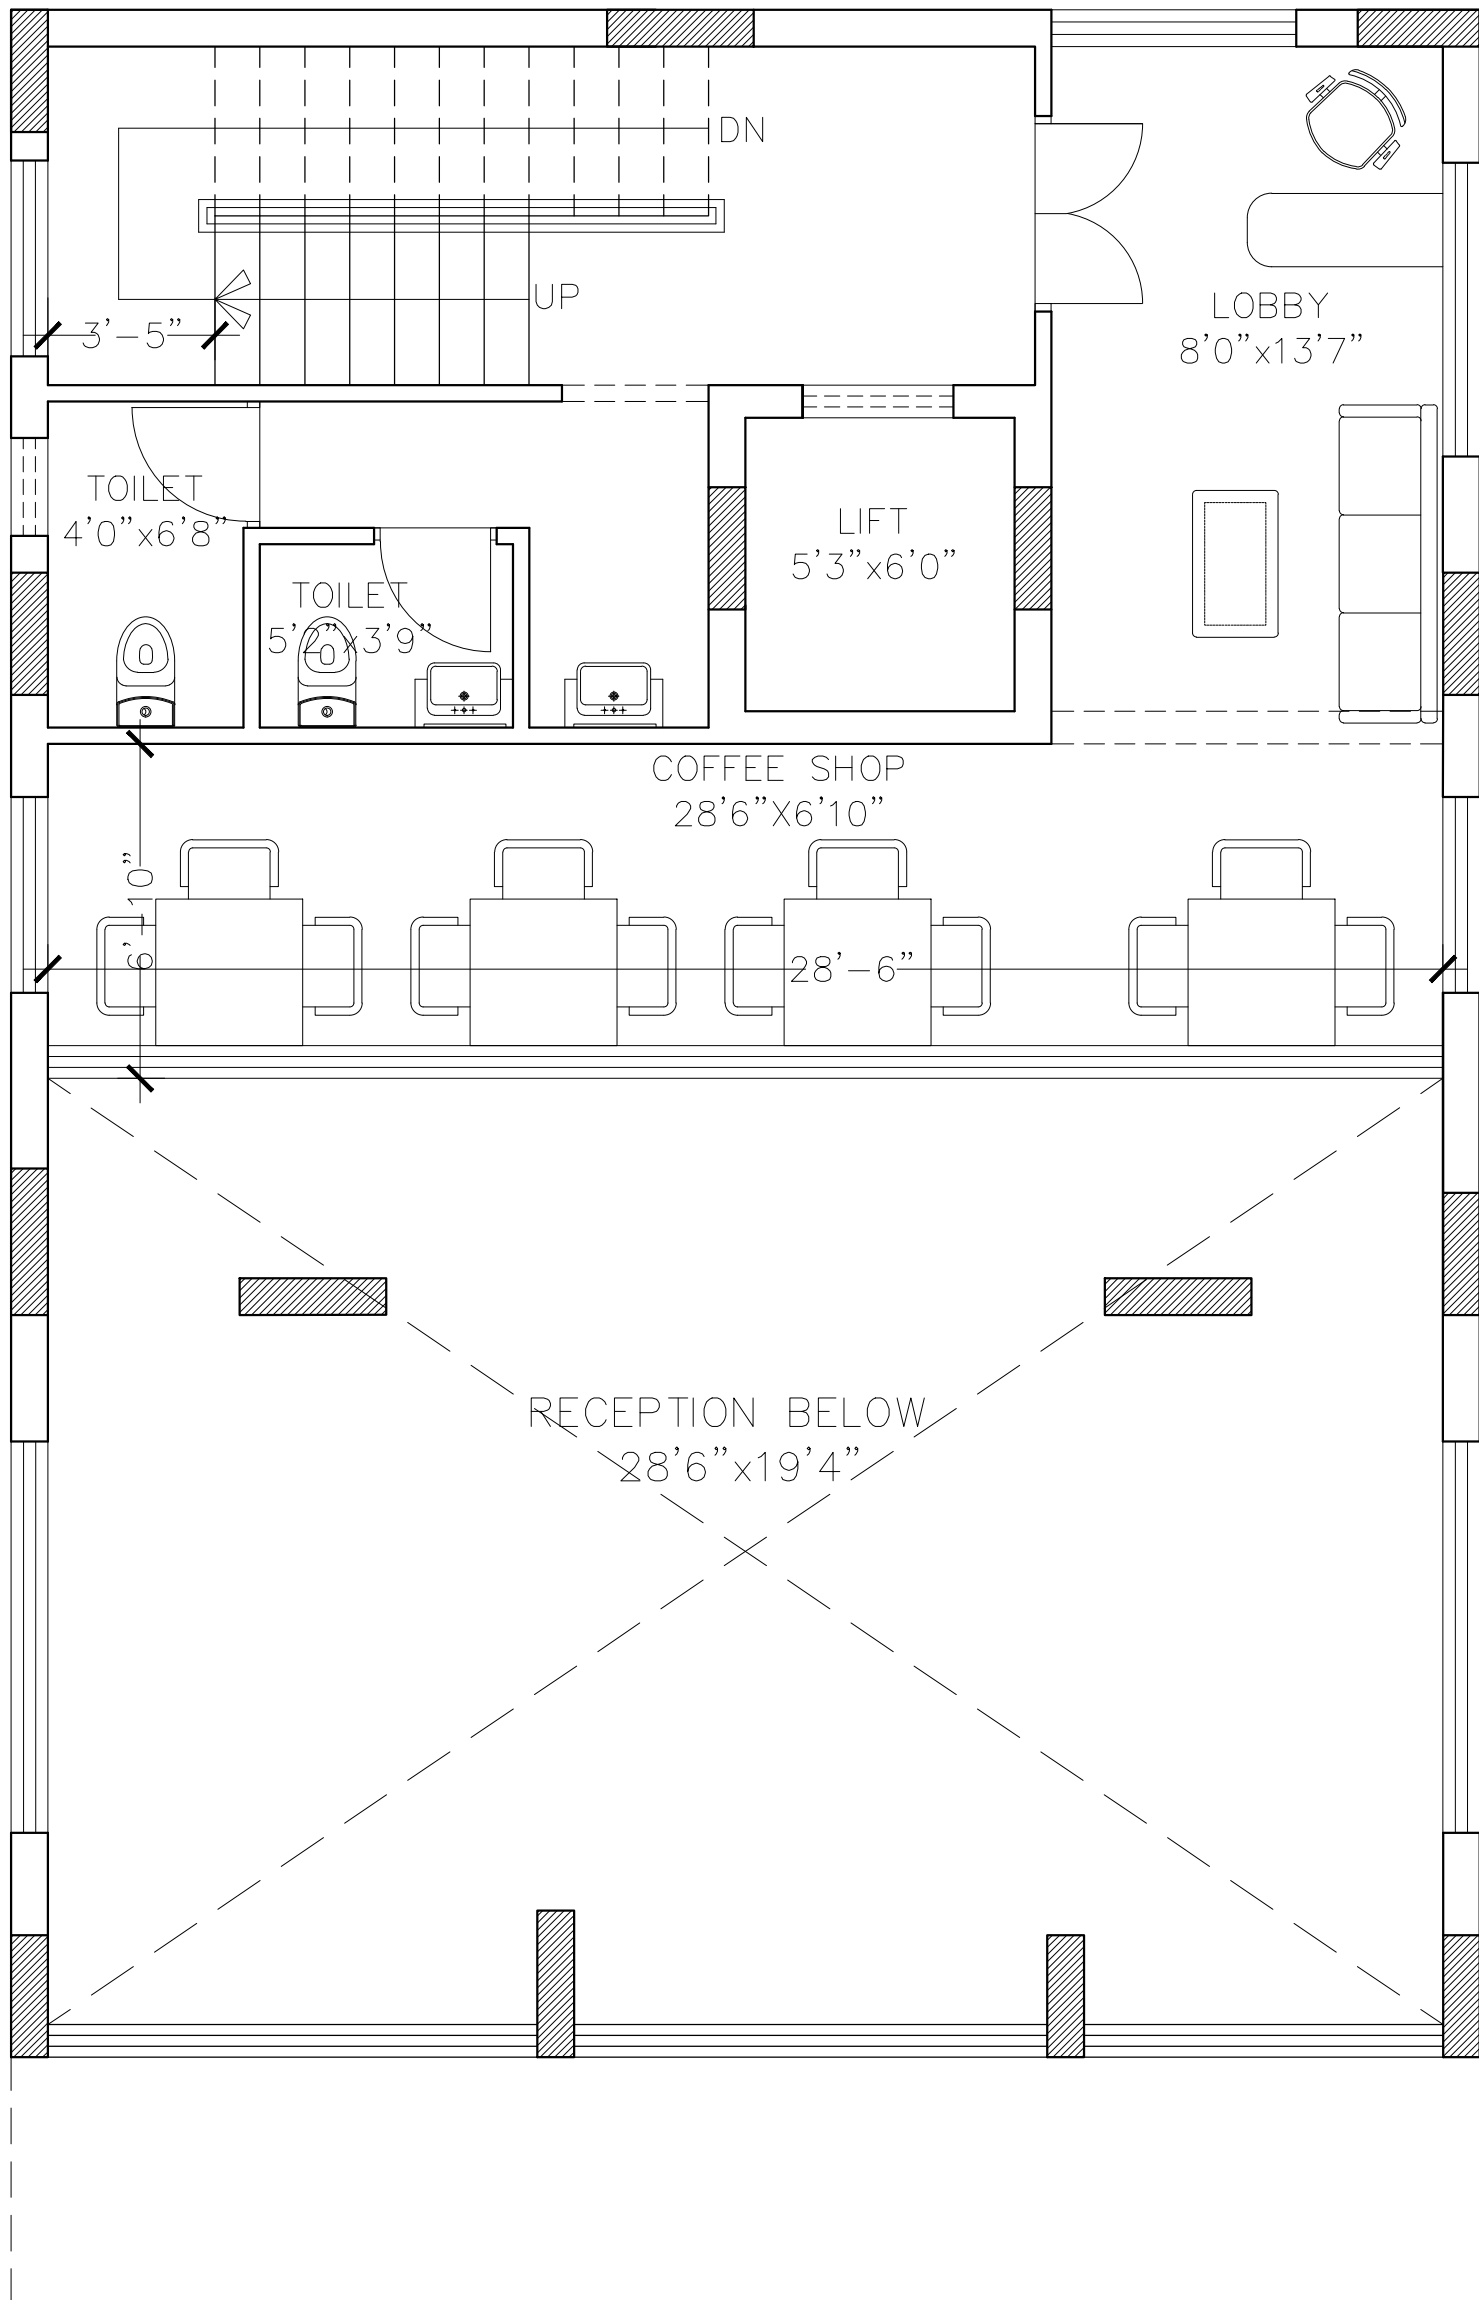 DN
UP
3'-5"
LOBBY
8'0"x13'7"
TOILET
4'0"x6'8"
LIFT
5'3"x6'0"
TOILET
5'2"x3'9"
COFFEE SHOP
28'6"X6'10"
6'-10"
28'-6"
RECEPTION BELOW
28'6"x19'4"